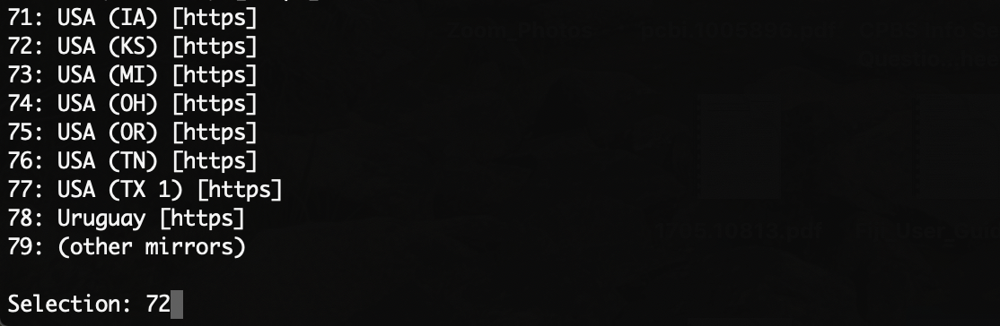 71: USA (IA) [https]
72: USA (KS) [https]
73: USA (MI) [https]
74: USA (OH) [https]
75: USA (OR) [https]
76: USA (TN) [https]
77: USA (TX 1) [https]
78: Uruguay [https]
79: (other mirrors)
Selection: 72